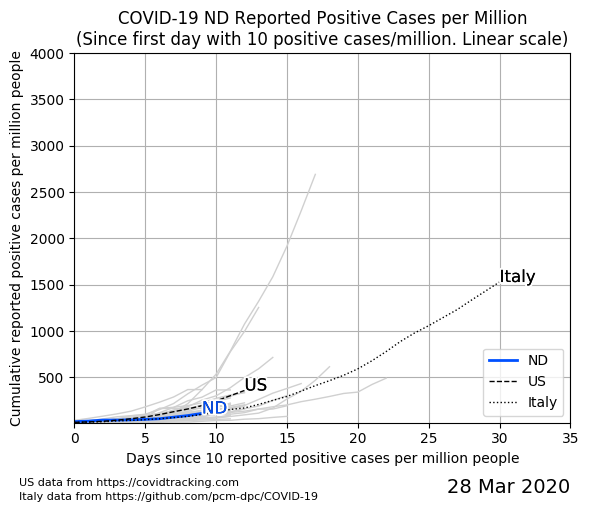 COVID-19 ND Reported Positive Cases per Million
(Since first day with 10 positive cases/million. Linear scale)
Cumulative reported positive cases per million people
4000
3500
3000
2500
2000
1500
1000
500
Italy
US
ND
ND
US
Italy
0 5 10 15 20 25 30 35
Days since 10 reported positive cases per million people
US data from https://covidtracking.com
Italy data from https://github.com/pcm-dpc/COVID-19
28 Mar 2020